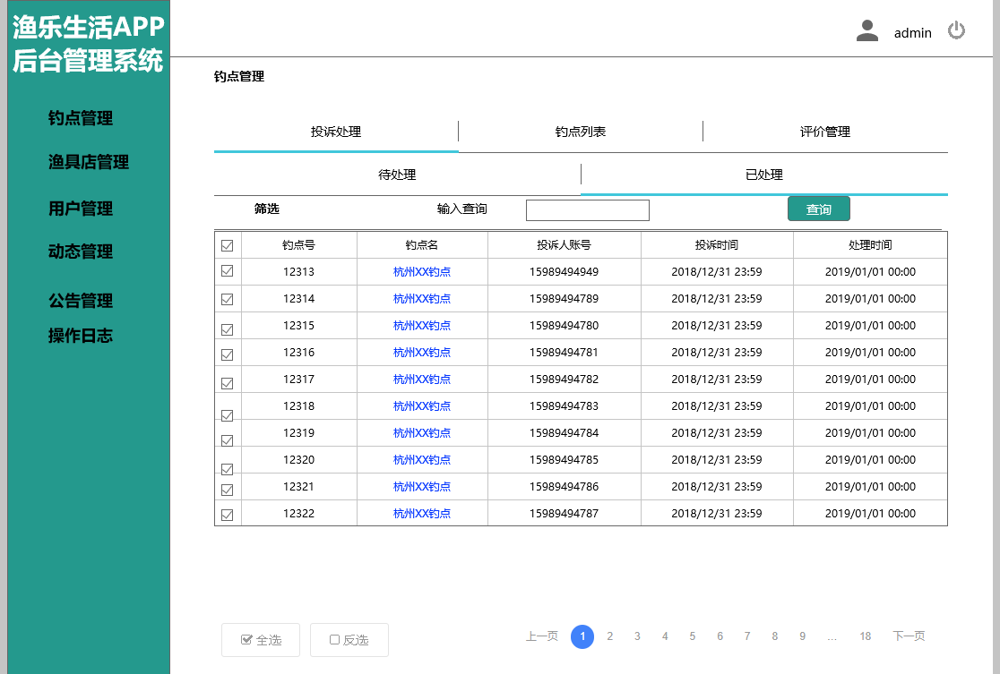 渔乐生活APP
后台管理系统
admin
钓点管理
渔具店管理
用户管理
动态管理
公告管理
操作日志
钓点管理
投诉处理 钓点列表 评价管理
待处理 已处理
筛选 输入查询 查询
钓点号 钓点名 投诉人账号 投诉时间 处理时间
12313 杭州XX钓点 15989494949 2018/12/31 23:59 2019/01/01 00:00
12314 杭州XX钓点 15989494789 2018/12/31 23:59 2019/01/01 00:00
12315 杭州XX钓点 15989494780 2018/12/31 23:59 2019/01/01 00:00
12316 杭州XX钓点 15989494781 2018/12/31 23:59 2019/01/01 00:00
12317 杭州XX钓点 15989494782 2018/12/31 23:59 2019/01/01 00:00
12318 杭州XX钓点 15989494783 2018/12/31 23:59 2019/01/01 00:00
12319 杭州XX钓点 15989494784 2018/12/31 23:59 2019/01/01 00:00
12320 杭州XX钓点 15989494785 2018/12/31 23:59 2019/01/01 00:00
12321 杭州XX钓点 15989494786 2018/12/31 23:59 2019/01/01 00:00
12322 杭州XX钓点 15989494787 2018/12/31 23:59 2019/01/01 00:00
全选 反选 上一页 1 2 3 4 5 6 7 8 9 ... 18 下一页